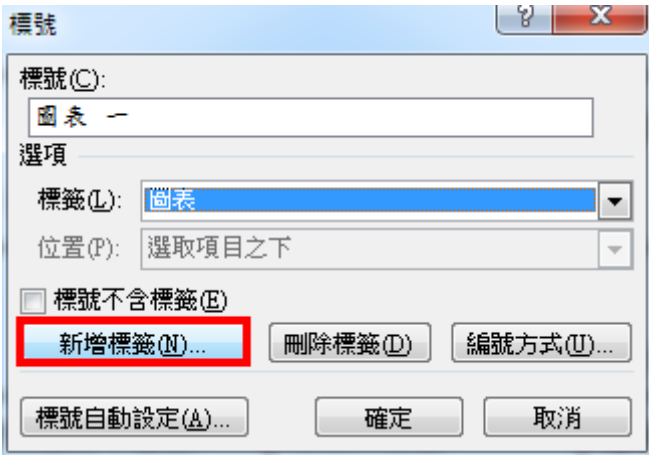 標號
標號(C):
圖表 一
選項
標籤(L): 圖表
位置(P): 選取項目之下
標號不含標籤(E)
新增標籤(N)... 刪除標籤(D) 編號方式(U)...
標號自動設定(A)... 確定 取消